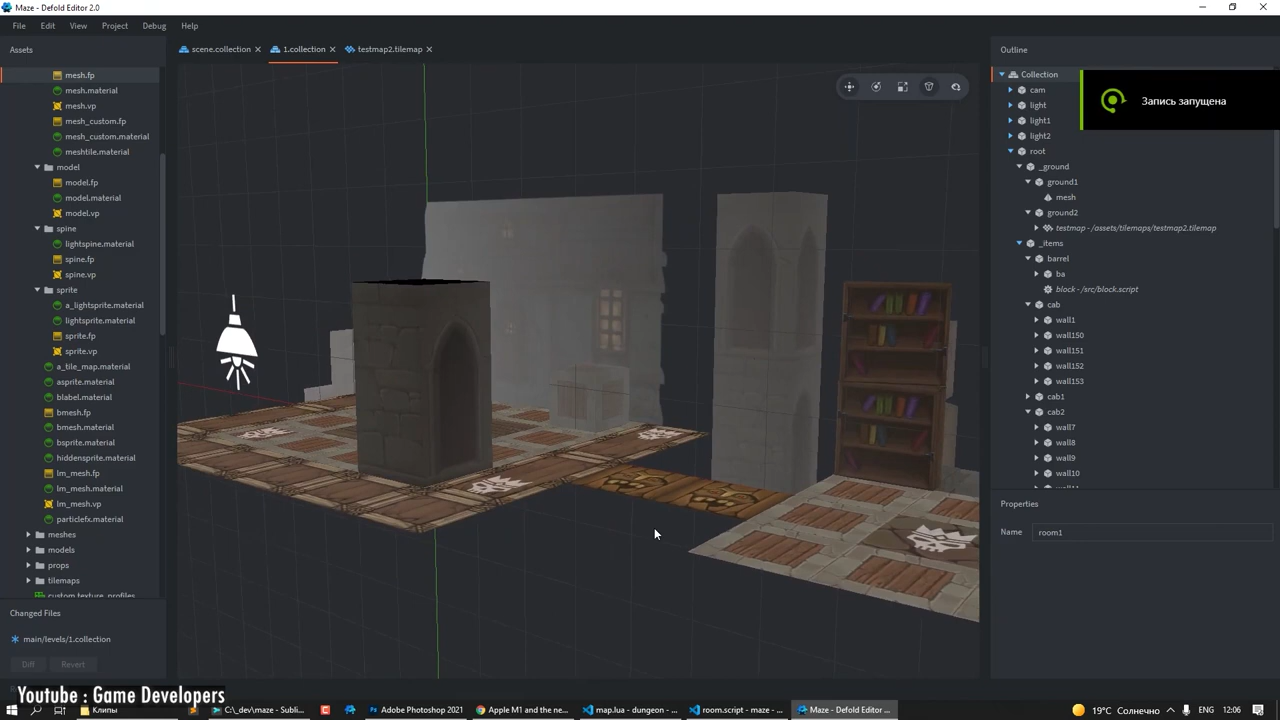 Maze - Defold Editor 2.0
File Edit View Project Debug Help
Assets
mesh.fp
mesh.material
mesh.vp
mesh_custom.fp
mesh_custom.material
meshtile.material
model
model.fp
model.material
model.vp
spine
lightspine.material
spine.fp
spine.vp
sprite
a_lightsprite.material
lightsprite.material
sprite.fp
sprite.vp
a_tile_map.material
asprite.material
blabel.material
bmesh.fp
bmesh.material
bsprite.material
hiddensprite.material
lm_mesh.fp
lm_mesh.material
lm_mesh.vp
particlefx.material
meshes
models
props
tilemaps
custom.texture_profiles
Changed Files
main/levels/1.collection
Diff Revert
scene.collection 1.collection testmap2.tilemap
Outline
Collection
cam
light
light1
light2
root
_ground
ground1
mesh
ground2
testmap - /assets/tilemaps/testmap2.tilemap
_items
barrel
ba
block - /src/block.script
cab
wall1
wall150
wall151
wall152
wall153
cab1
cab2
wall7
wall8
wall9
wall10
wall11
Запись запущена
Properties
Name room1
Youtube : Game Developers
Клипы
C:\_dev\maze - Subli...
Adobe Photoshop 2021
Apple M1 and the ne...
map.lua - dungeon - ...
room.script - maze - ...
Maze - Defold Editor ...
19°C Солнечно
ENG
12:06